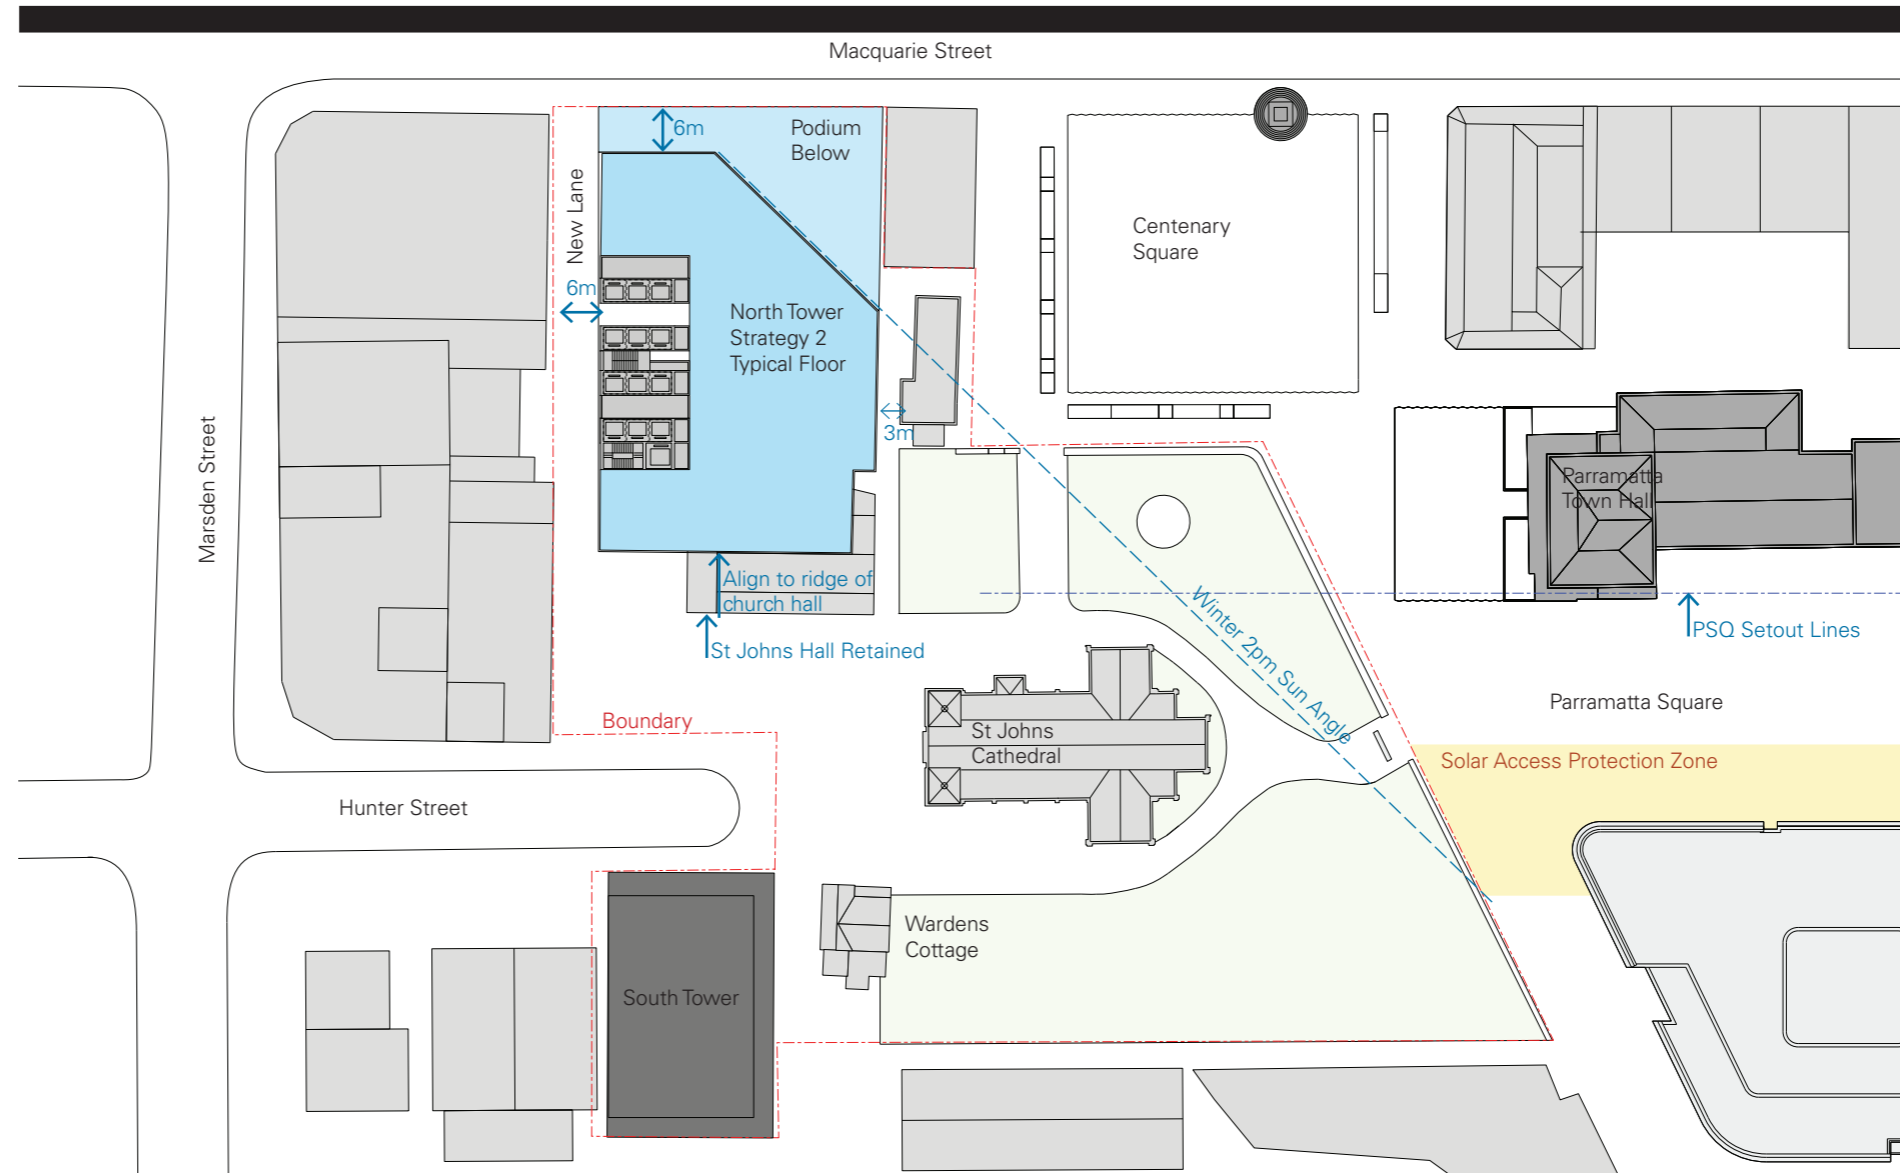 Macquarie Street
6m
Podium
Below
New Lane
6m
North Tower
Strategy 2
Typical Floor
Centenary
Square
3m
Marsden Street
Parramatta
Town Hall
Align to ridge of
church hall
St Johns Hall Retained
Winter 2pm Sun Angle
PSQ Setout Lines
Boundary
St Johns
Cathedral
Parramatta Square
Solar Access Protection Zone
Hunter Street
Wardens
Cottage
South Tower